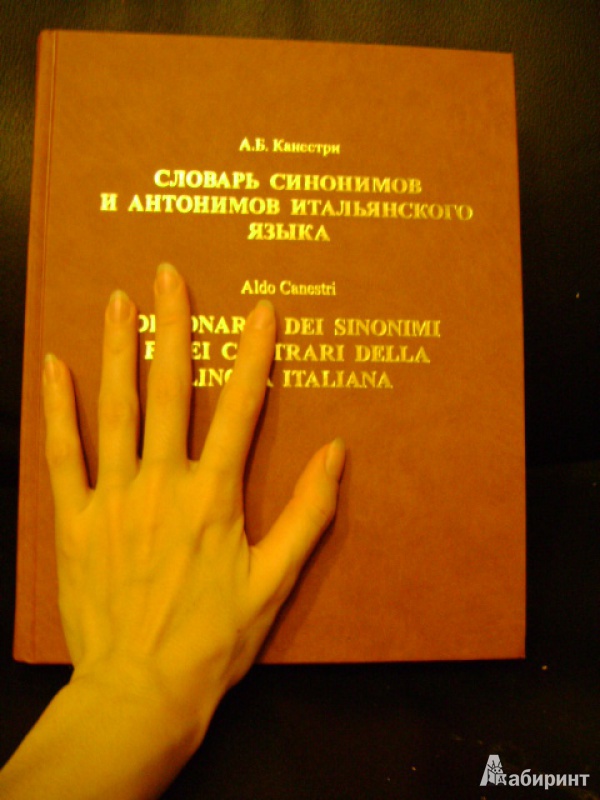 А.Б. Канестри
СЛОВАРЬ СИНОНИМОВ
И АНТОНИМОВ ИТАЛЬЯНСКОГО
ЯЗЫКА
Aldo Canestri
DEI SINONIMI
DELLA
ITALIANA
Лабиринт